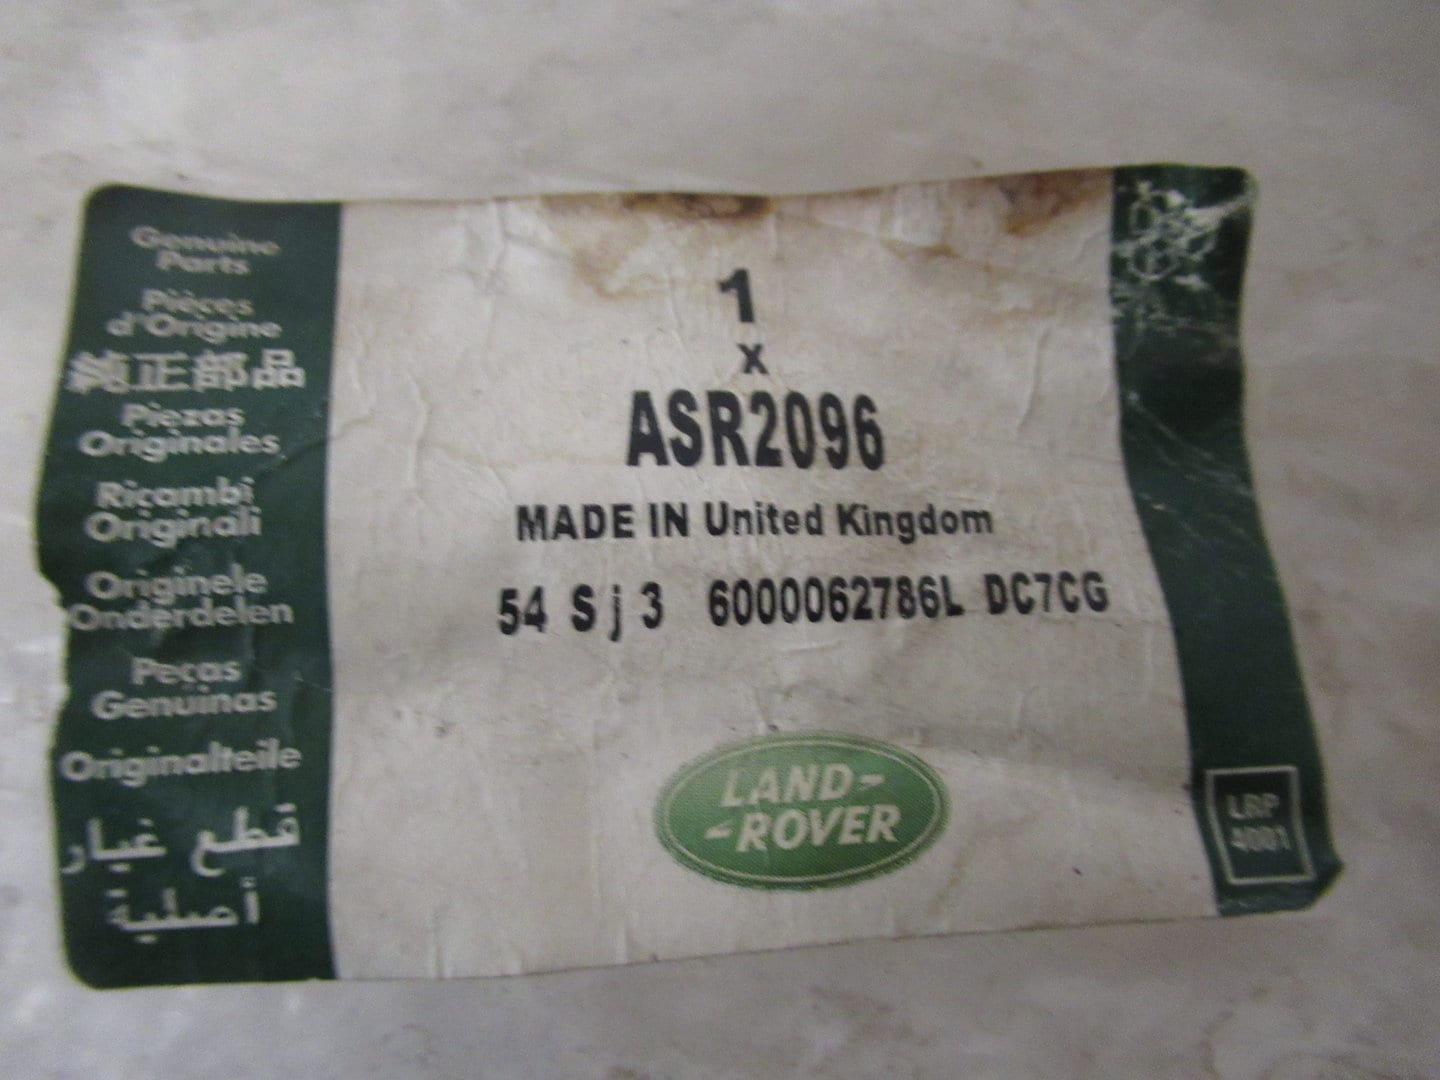 Genuine
Parts
Pièces
d'Origine
純正部品
Piezas
Originales
Ricambi
Originali
Originele
Onderdelen
Peças
Genuínas
Originalteile
قطع غيار
أصلية
1
x
ASR2096
MADE IN United Kingdom
54 S j 3 6000062786L DC7CG
LAND-
-ROVER
LRP
4001